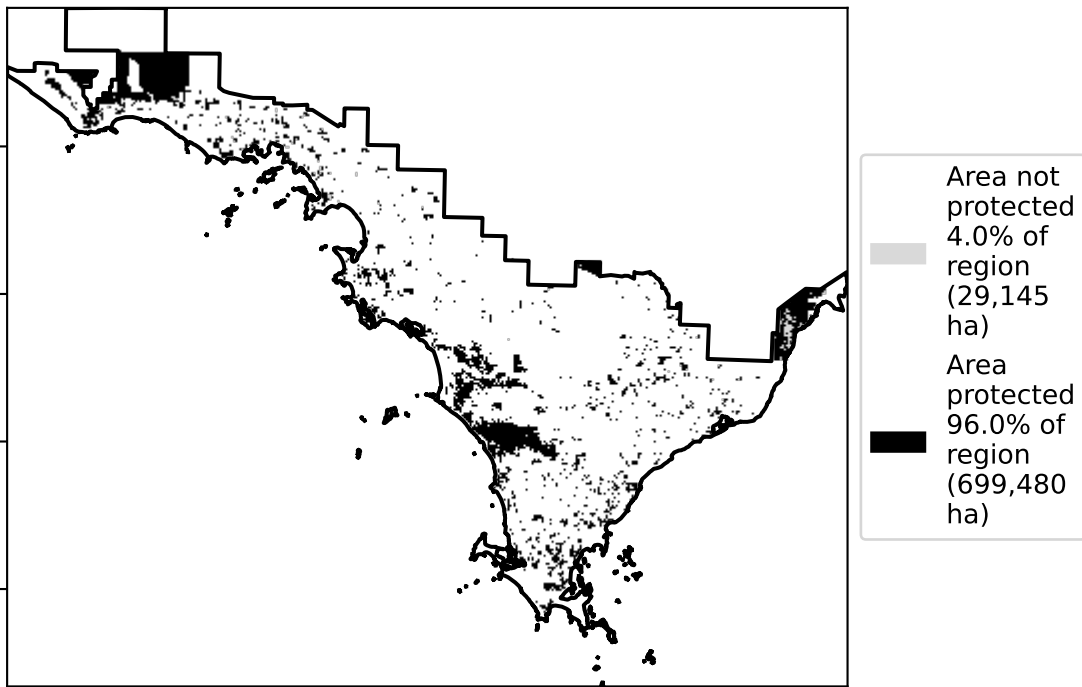 Area not
protected
4.0% of
region
(29,145
ha)
Area
protected
96.0% of
region
(699,480
ha)